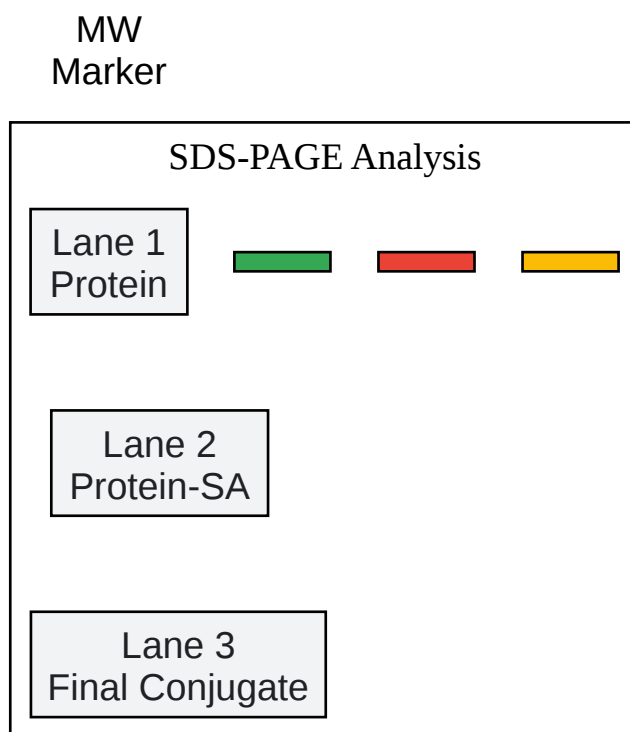 MW
Marker
SDS-PAGE Analysis
Lane 1
Protein
Lane 2
Protein-SA
Lane 3
Final Conjugate